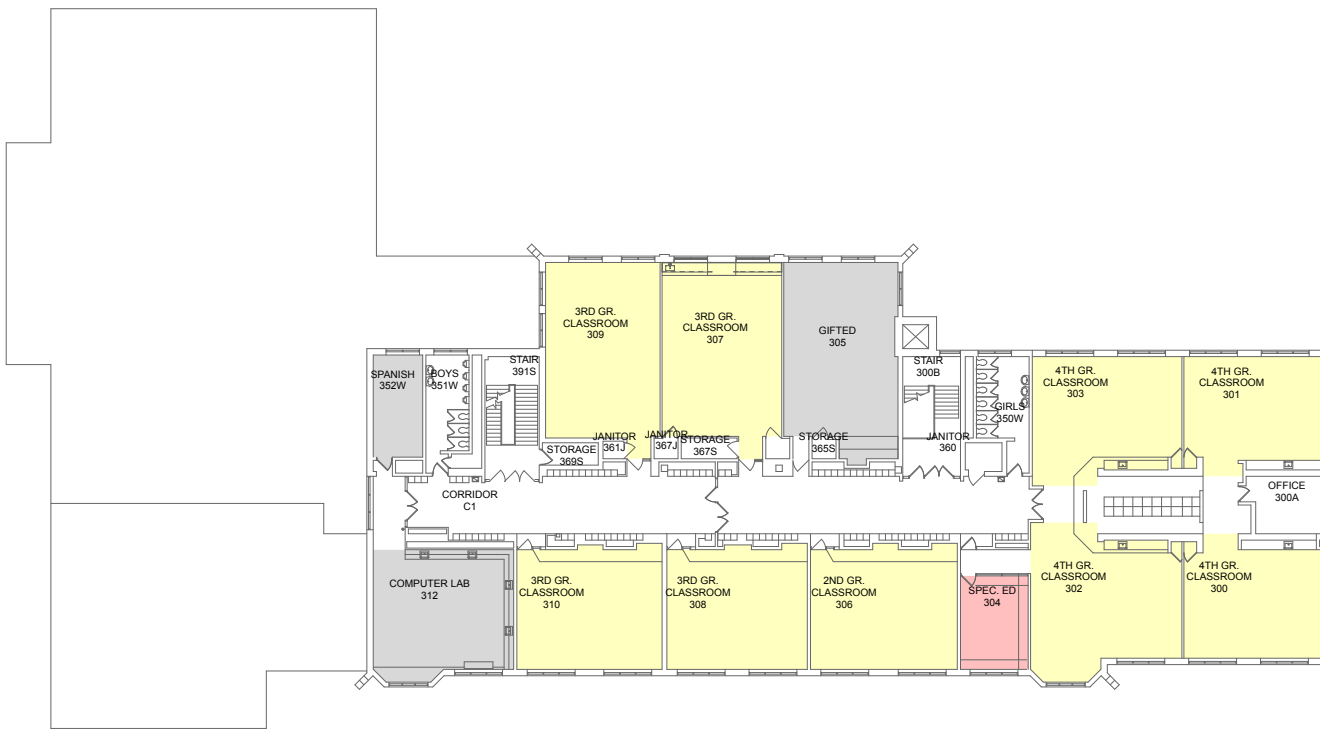 3RD GR.
CLASSROOM
309
3RD GR.
CLASSROOM
307
GIFTED
305
SPANISH
352W
BOYS
351W
STAIR
391S
STAIR
300B
4TH GR.
CLASSROOM
303
4TH GR.
CLASSROOM
301
GIRLS
350W
STORAGE
369S
JANITOR
361J
JANITOR
367J
STORAGE
367S
STORAGE
365S
JANITOR
360
CORRIDOR
C1
OFFICE
300A
COMPUTER LAB
312
3RD GR.
CLASSROOM
310
3RD GR.
CLASSROOM
308
2ND GR.
CLASSROOM
306
SPEC. ED
304
4TH GR.
CLASSROOM
302
4TH GR.
CLASSROOM
300